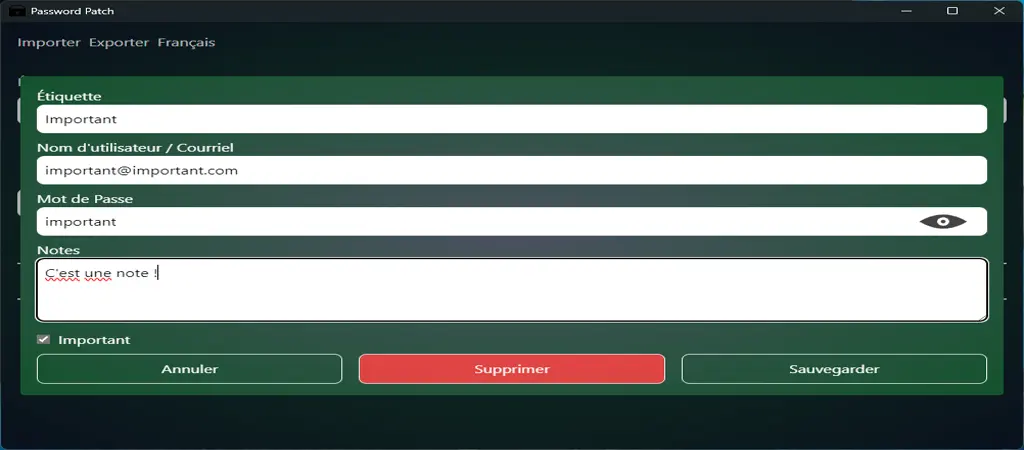 Password Patch
Importer Exporter Français
Étiquette
Important
Nom d'utilisateur / Courriel
important@important.com
Mot de Passe
important
Notes
C'est une note !
Important
Annuler Supprimer Sauvegarder